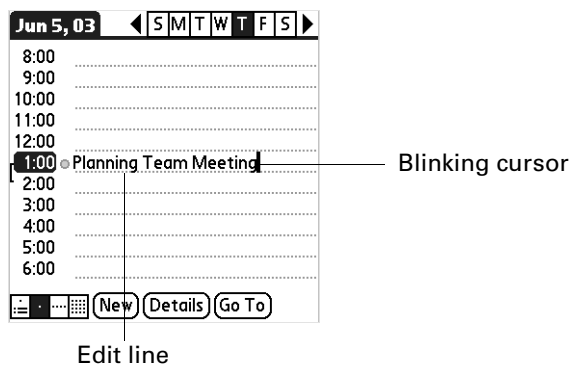 Jun 5, 03 S M T W T F S
8:00
9:00
10:00
11:00
12:00
1:00 Planning Team Meeting Blinking cursor
2:00
3:00
4:00
5:00
6:00
New Details Go To
Edit line